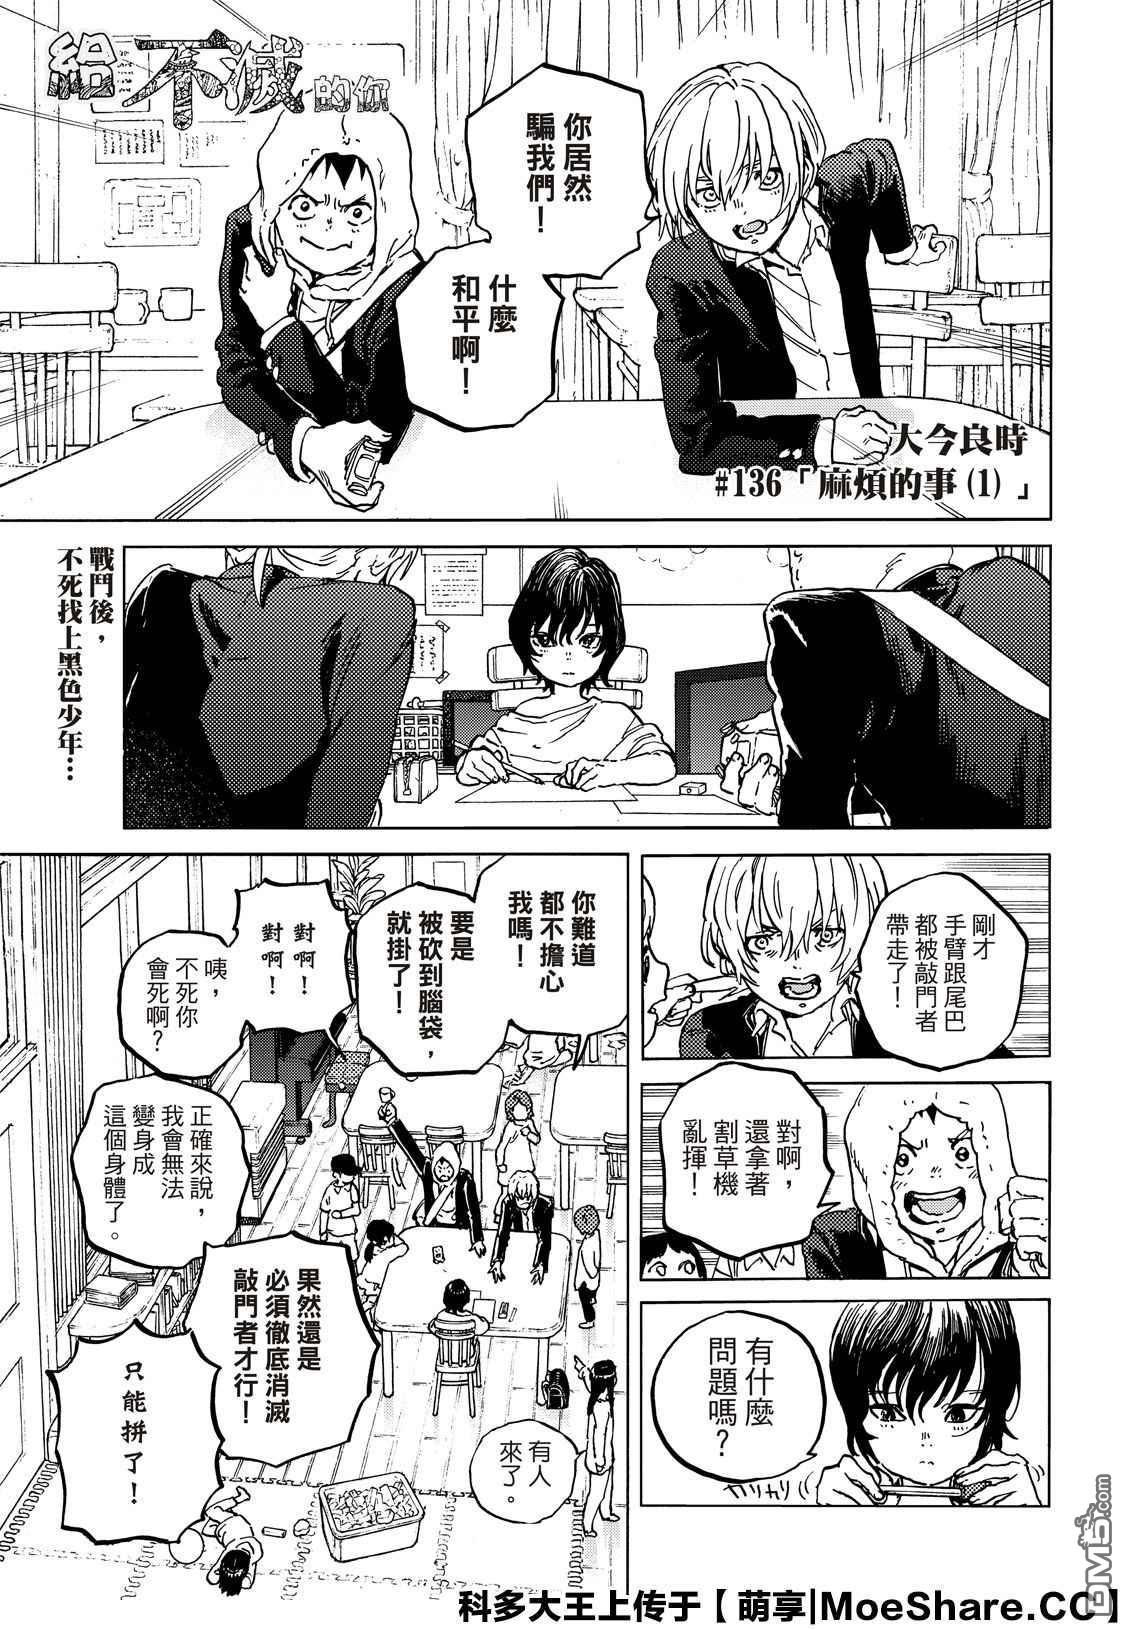 給不滅的你
你居然
騙我們！
什麼
和平啊！
大今良時
#136「麻煩的事(1)」
戰鬥後，
不死找上黑色少年…
剛才
手臂跟尾巴
都被敲門者
帶走了！
對啊，
還拿著
割草機
亂揮！
有什麼
問題嗎？
カリカリ
你難道
都不擔心
我嗎！
要是
被砍到腦袋，
就掛了！
對啊！
對啊！
咦，
不死你
會死啊？
正確來說，
我會無法
變身成
這個身體了。
果然還是
必須徹底消滅
敲門者才行！
只能拼了！
有人
來了。
DM5.com
科多大王上传于【萌享|MoeShare.CC】